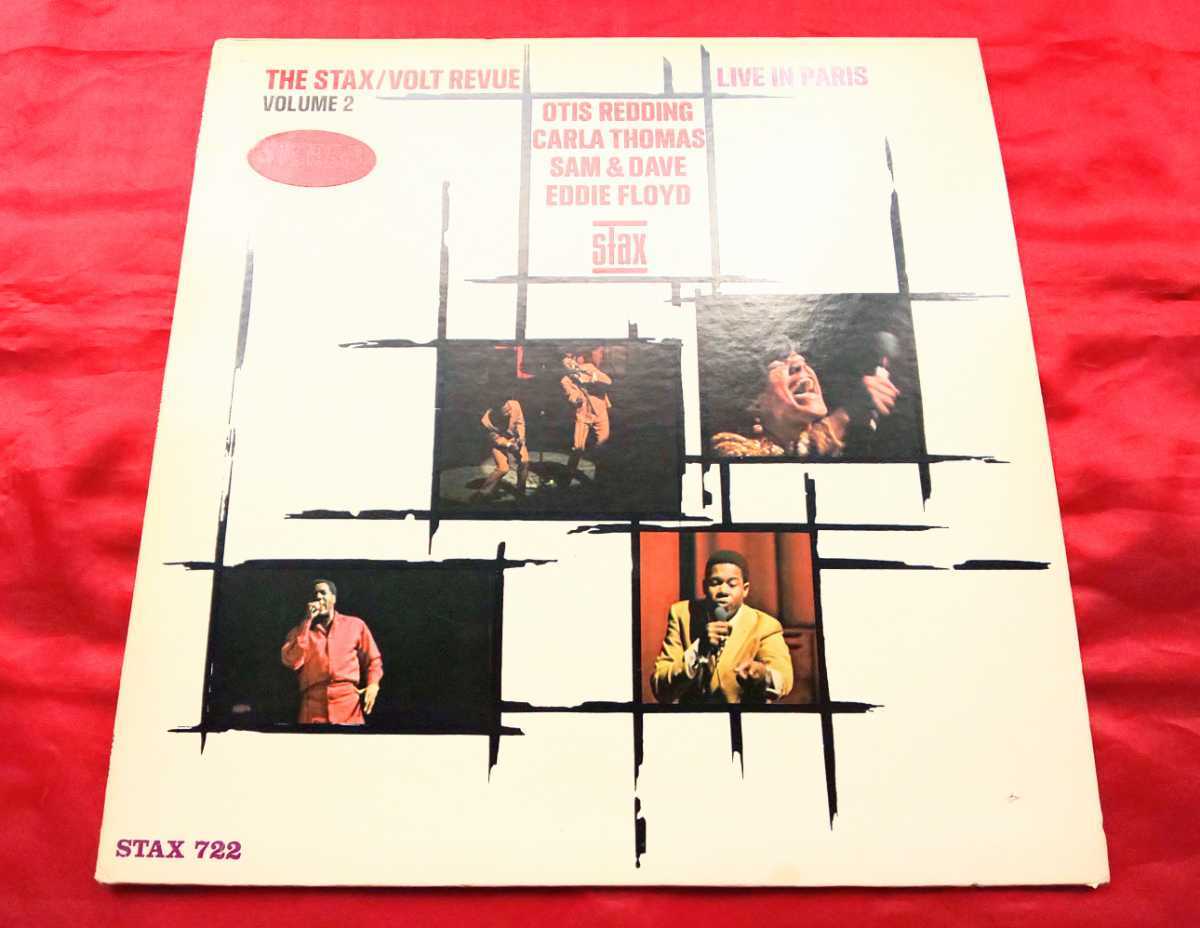 THE STAX/VOLT REVUE
VOLUME 2
LIVE IN PARIS
OTIS REDDING
CARLA THOMAS
SAM & DAVE
EDDIE FLOYD
stax
STAX 722